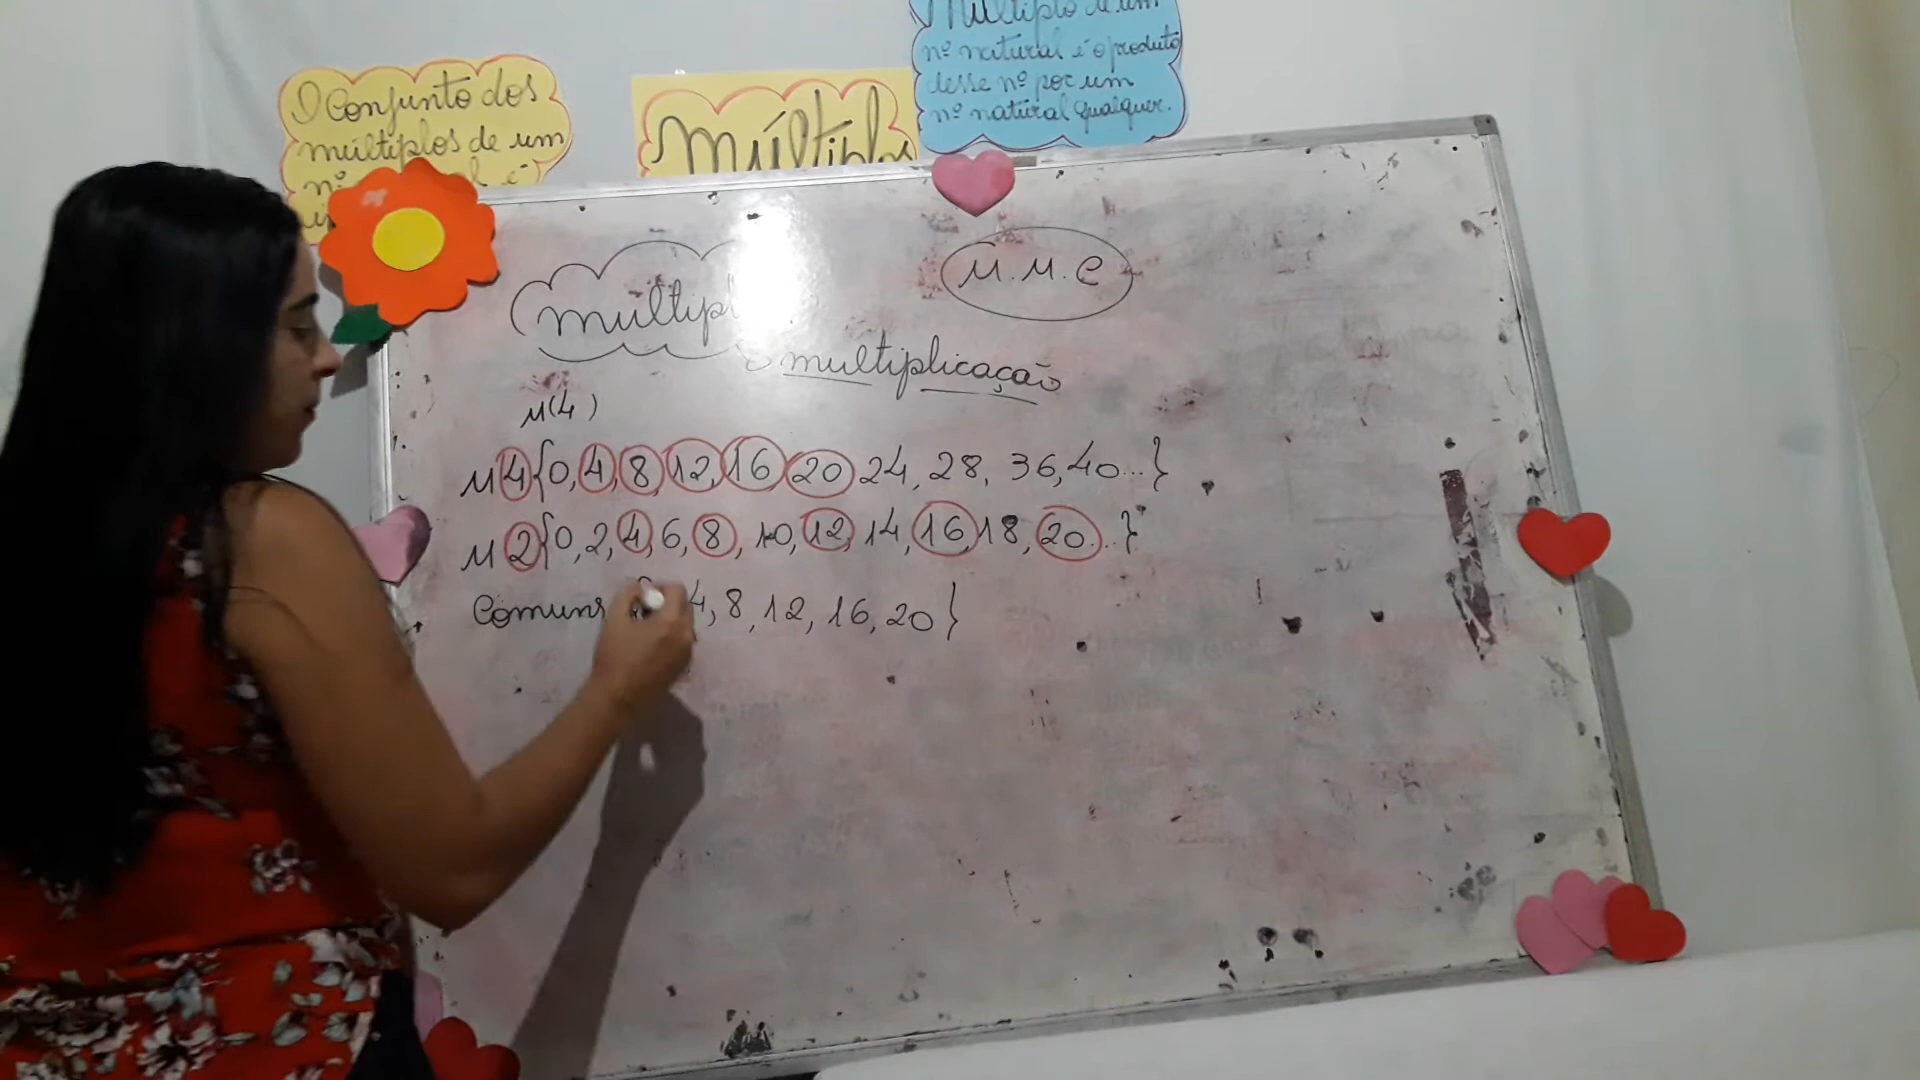 O Conjunto dos
múltiplos de um
nº
Múltiplo de um
nº natural é o produto
desse nº por um
nº natural qualquer.
M.M.C
multiplicação
M(4)
M4{0,4,8,12,16,20 24,28,36,40...}
M2{0,2,4,6,8,10,12,14,16,18,20...}
Comuns 4,8,12,16,20}